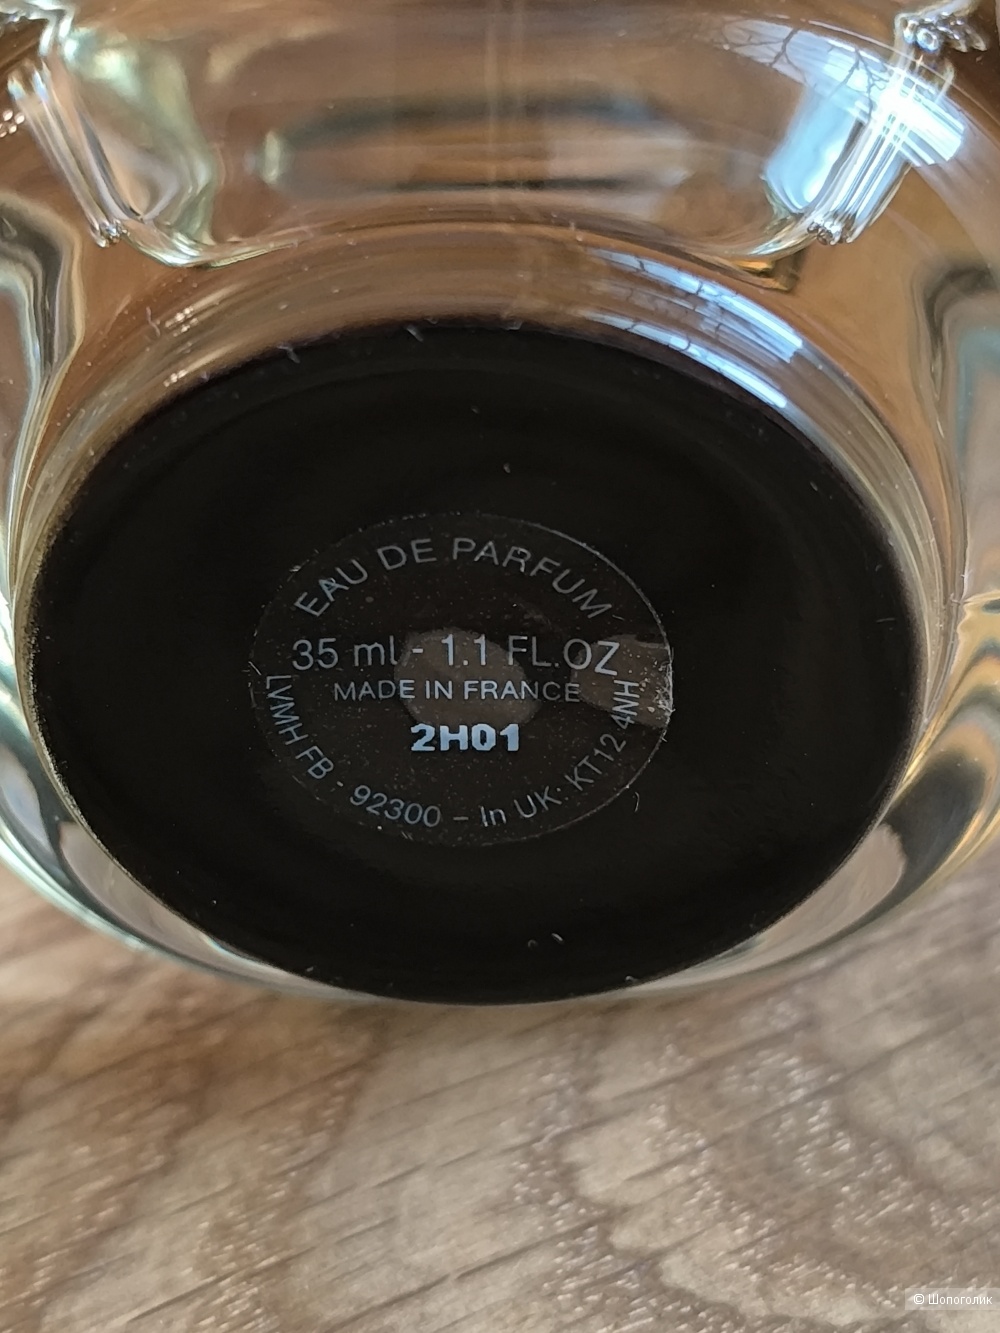 EAU DE PARFUM
35 ml - 1.1 FL.OZ
MADE IN FRANCE
2H01
LVMH FB - 92300 - In UK: KT12 4NH
© Шопоголик